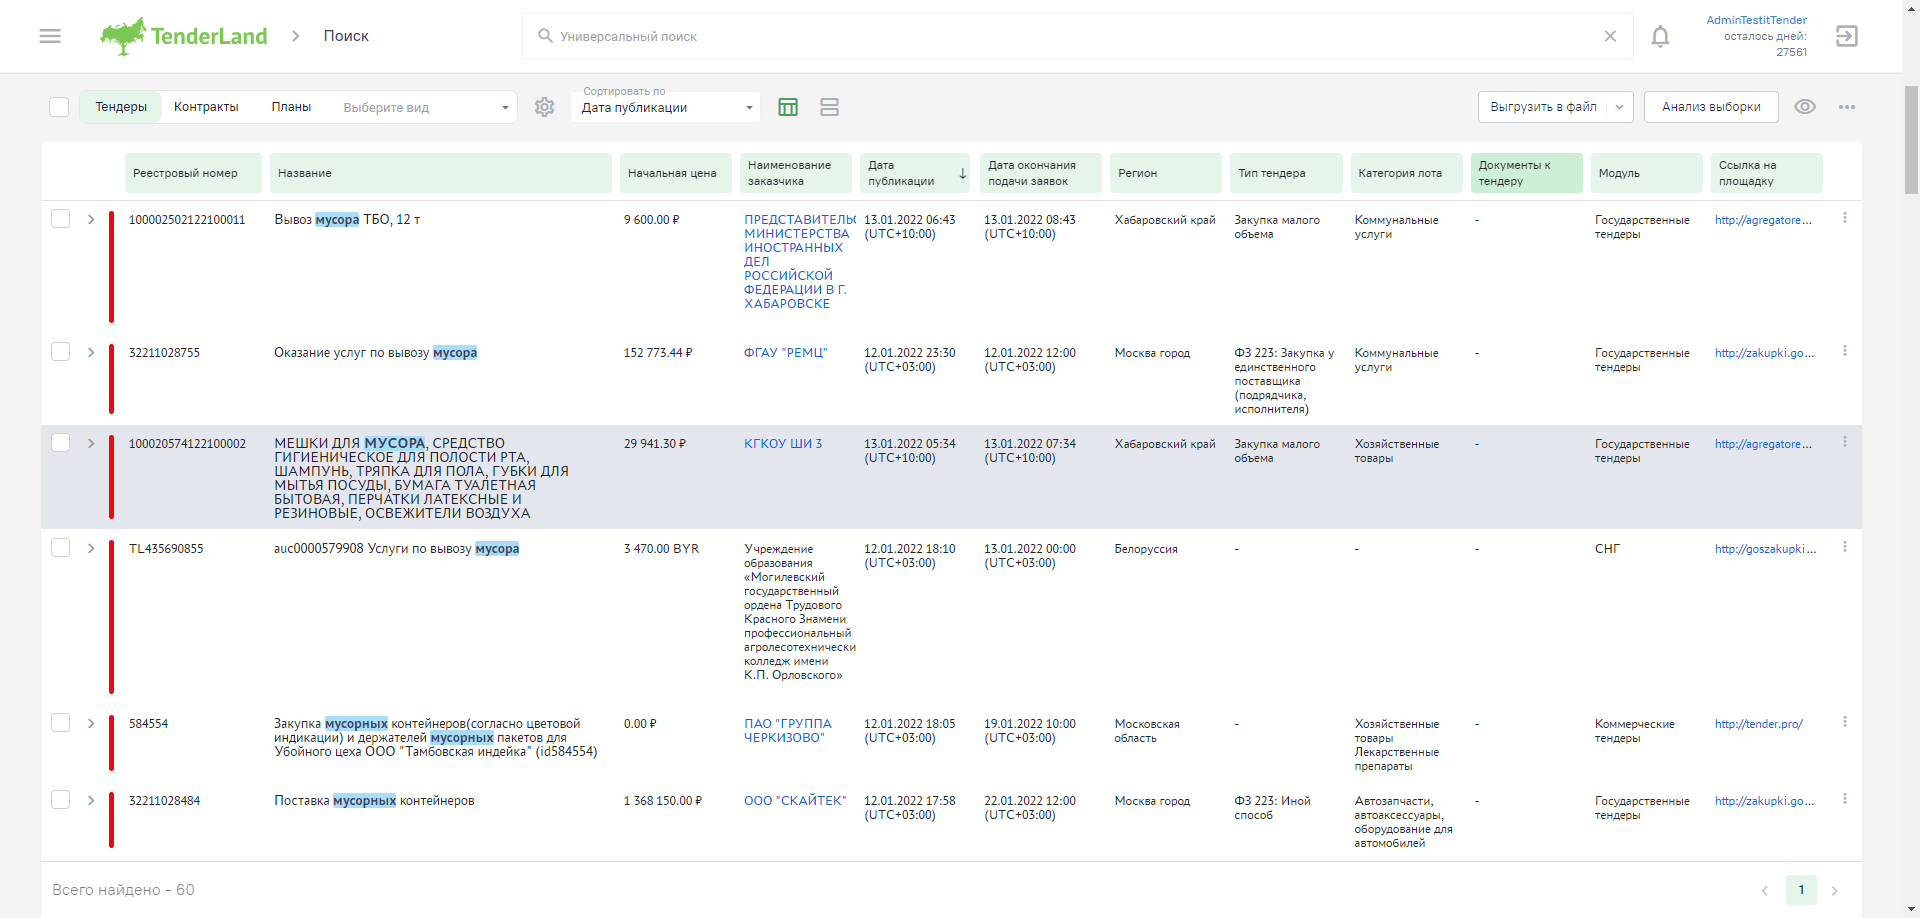 TenderLand
Поиск
Универсальный поиск
AdminTestitTender
осталось дней:
27561
Тендеры
Контракты
Планы
Выберите вид
Сортировать по
Дата публикации
Выгрузить в файл
Анализ выборки
Реестровый номер
Название
Начальная цена
Наименование
заказчика
Дата
публикации
Дата окончания
подачи заявок
Регион
Тип тендера
Категория лота
Документы к
тендеру
Модуль
Ссылка на
площадку
100002502122100011
Вывоз мусора ТБО, 12 т
9 600.00 ₽
ПРЕДСТАВИТЕЛЬС
МИНИСТЕРСТВА
ИНОСТРАННЫХ
ДЕЛ
РОССИЙСКОЙ
ФЕДЕРАЦИИ В Г.
ХАБАРОВСКЕ
13.01.2022 06:43
(UTC+10:00)
13.01.2022 08:43
(UTC+10:00)
Хабаровский край
Закупка малого
объема
Коммунальные
услуги
-
Государственные
тендеры
http://agregatore...
32211028755
Оказание услуг по вывозу мусора
152 773.44 ₽
ФГАУ "РЕМЦ"
12.01.2022 23:30
(UTC+03:00)
12.01.2022 12:00
(UTC+03:00)
Москва город
ФЗ 223: Закупка у
единственного
поставщика
(подрядчика,
исполнителя)
Коммунальные
услуги
-
Государственные
тендеры
http://zakupki.go...
100020574122100002
МЕШКИ ДЛЯ МУСОРА, СРЕДСТВО
ГИГИЕНИЧЕСКОЕ ДЛЯ ПОЛОСТИ РТА,
ШАМПУНЬ, ТРЯПКА ДЛЯ ПОЛА, ГУБКИ ДЛЯ
МЫТЬЯ ПОСУДЫ, БУМАГА ТУАЛЕТНАЯ
БЫТОВАЯ, ПЕРЧАТКИ ЛАТЕКСНЫЕ И
РЕЗИНОВЫЕ, ОСВЕЖИТЕЛИ ВОЗДУХА
29 941.30 ₽
КГКОУ ШИ 3
13.01.2022 05:34
(UTC+10:00)
13.01.2022 07:34
(UTC+10:00)
Хабаровский край
Закупка малого
объема
Хозяйственные
товары
-
Государственные
тендеры
http://agregatore...
TL435690855
auc0000579908 Услуги по вывозу мусора
3 470.00 BYR
Учреждение
образования
«Могилевский
государственный
ордена Трудового
Красного Знамени
профессиональный
агролесотехнически
колледж имени
К.П. Орловского»
12.01.2022 18:10
(UTC+03:00)
13.01.2022 00:00
(UTC+03:00)
Белоруссия
-
-
-
СНГ
http://goszakupki...
584554
Закупка мусорных контейнеров(согласно цветовой
индикации) и держателей мусорных пакетов для
Убойного цеха ООО "Тамбовская индейка" (id584554)
0.00 ₽
ПАО "ГРУППА
ЧЕРКИЗОВО"
12.01.2022 18:05
(UTC+03:00)
19.01.2022 10:00
(UTC+03:00)
Московская
область
-
Хозяйственные
товары
Лекарственные
препараты
-
Коммерческие
тендеры
http://tender.pro/
32211028484
Поставка мусорных контейнеров
1 368 150.00 ₽
ООО "СКАЙТЕК"
12.01.2022 17:58
(UTC+03:00)
22.01.2022 12:00
(UTC+03:00)
Москва город
ФЗ 223: Иной
способ
Автозапчасти,
автоаксессуары,
оборудование для
автомобилей
-
Государственные
тендеры
http://zakupki.go...
Всего найдено - 60
1